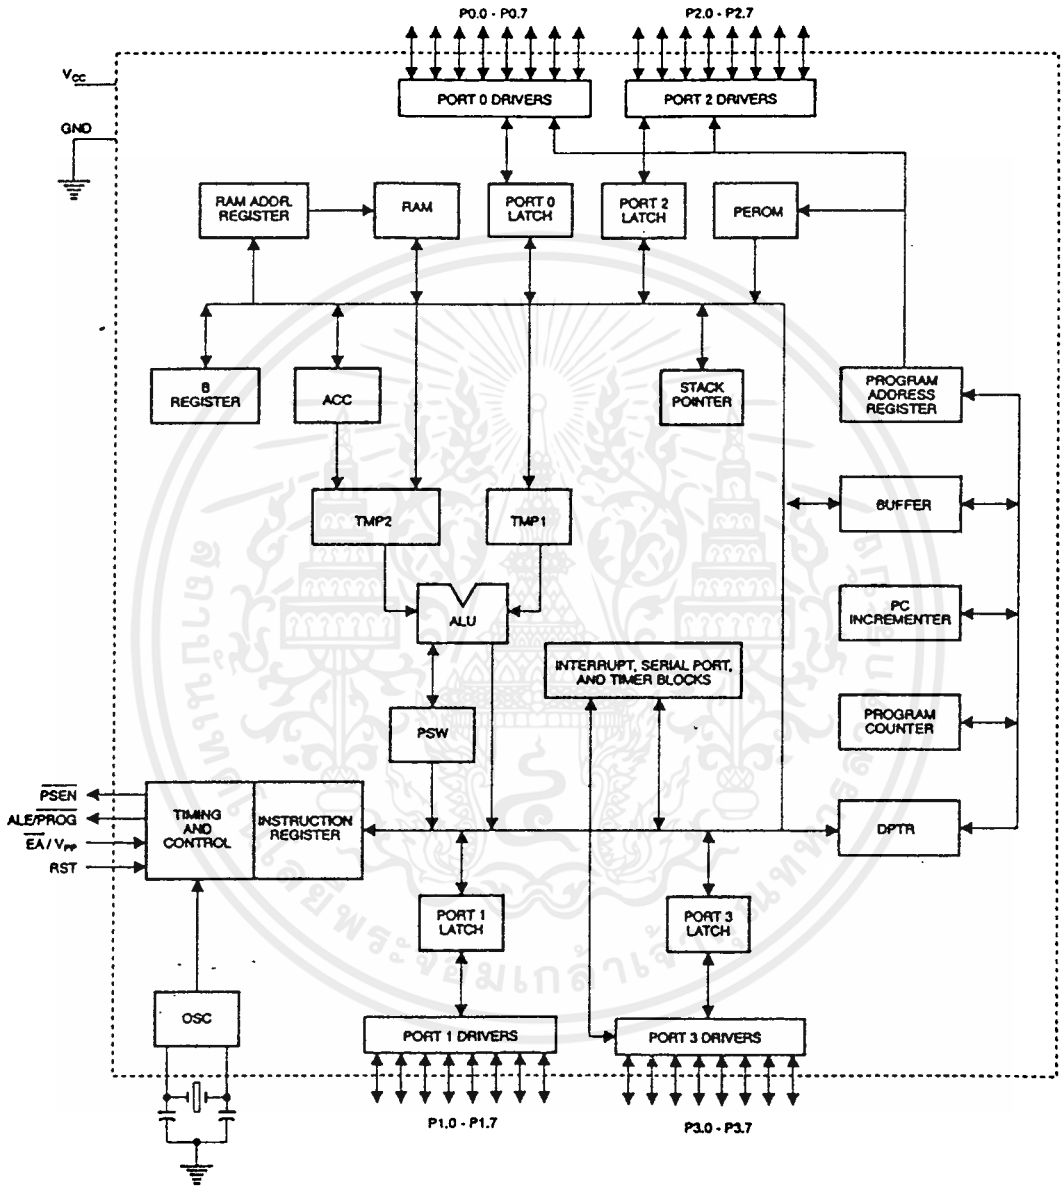 P0.0 - P0.7
P2.0 - P2.7
VCC
PORT 0 DRIVERS
PORT 2 DRIVERS
GND
RAM ADDR.
REGISTER
RAM
PORT 0
LATCH
PORT 2
LATCH
PEROM
B
REGISTER
ACC
STACK
POINTER
PROGRAM
ADDRESS
REGISTER
TMP2
TMP1
BUFFER
ALU
PC
INCREMENTER
INTERRUPT, SERIAL PORT,
AND TIMER BLOCKS
PSW
PROGRAM
COUNTER
PSEN
ALE/PROG
EA / VPP
RST
TIMING
AND
CONTROL
INSTRUCTION
REGISTER
DPTR
PORT 1
LATCH
PORT 3
LATCH
OSC
PORT 1 DRIVERS
PORT 3 DRIVERS
P1.0 - P1.7
P3.0 - P3.7